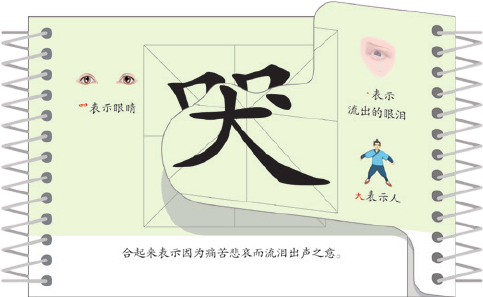 哭
吅表示眼睛
丶表示
流出的眼泪
大表示人
合起来表示因为痛苦悲哀而流泪出声之意。